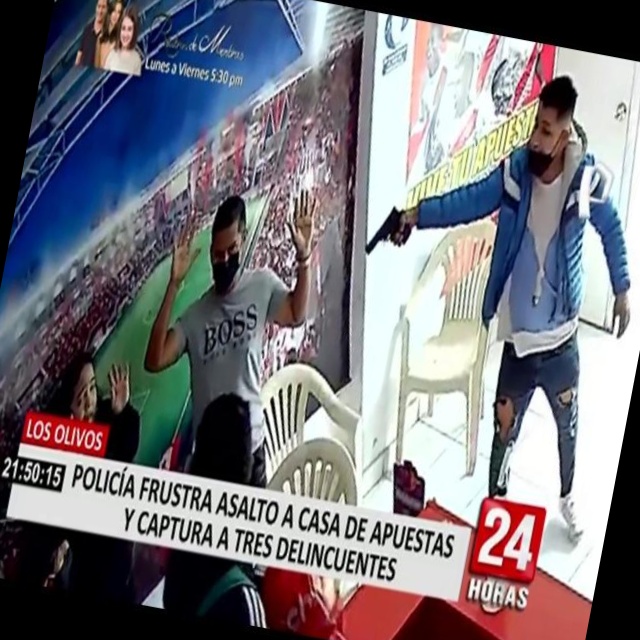 Lunes a Viernes 5:30 pm
APUESTA
BOSS
LOS OLIVOS
21:50:15
POLICÍA FRUSTRA ASALTO A CASA DE APUESTAS
Y CAPTURA A TRES DELINCUENTES
24
HORAS